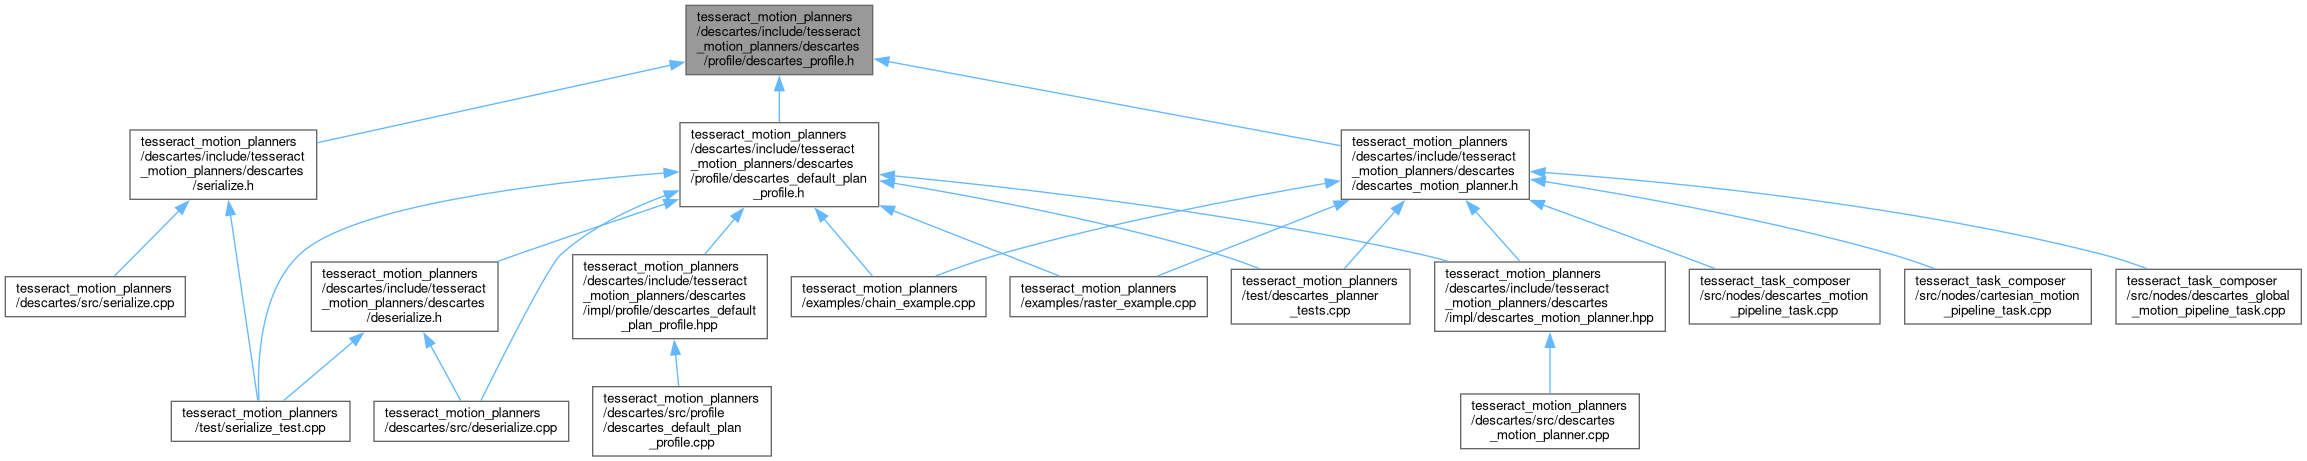 tesseract_motion_planners
/descartes/include/tesseract
_motion_planners/descartes
/profile/descartes_profile.h
tesseract_motion_planners
/descartes/include/tesseract
_motion_planners/descartes
/serialize.h
tesseract_motion_planners
/descartes/include/tesseract
_motion_planners/descartes
/profile/descartes_default_plan
_profile.h
tesseract_motion_planners
/descartes/include/tesseract
_motion_planners/descartes
/descartes_motion_planner.h
tesseract_motion_planners
/descartes/src/serialize.cpp
tesseract_motion_planners
/descartes/include/tesseract
_motion_planners/descartes
/deserialize.h
tesseract_motion_planners
/descartes/include/tesseract
_motion_planners/descartes
/impl/profile/descartes_default
_plan_profile.hpp
tesseract_motion_planners
/examples/chain_example.cpp
tesseract_motion_planners
/examples/raster_example.cpp
tesseract_motion_planners
/test/descartes_planner
_tests.cpp
tesseract_motion_planners
/descartes/include/tesseract
_motion_planners/descartes
/impl/descartes_motion_planner.hpp
tesseract_task_composer
/src/nodes/descartes_motion
_pipeline_task.cpp
tesseract_task_composer
/src/nodes/cartesian_motion
_pipeline_task.cpp
tesseract_task_composer
/src/nodes/descartes_global
_motion_pipeline_task.cpp
tesseract_motion_planners
/test/serialize_test.cpp
tesseract_motion_planners
/descartes/src/deserialize.cpp
tesseract_motion_planners
/descartes/src/profile
/descartes_default_plan
_profile.cpp
tesseract_motion_planners
/descartes/src/descartes
_motion_planner.cpp